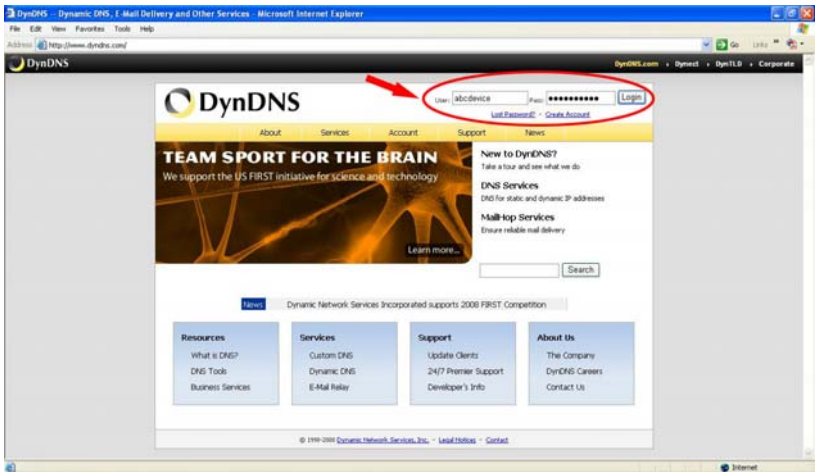 DynDNS -- Dynamic DNS, E-Mail Delivery and Other Services - Microsoft Internet Explorer
File Edit View Favorites Tools Help
Address http://www.dyndns.com/ Go Links »
DynDNS DynDNS.com Dynect DynTLD Corporate
DynDNS User: abcdevice Pass: ●●●●●●●●●● Login
Lost Password? - Create Account
About Services Account Support News
TEAM SPORT FOR THE BRAIN
We support the US FIRST initiative for science and technology
Learn more...
New to DynDNS?
Take a tour and see what we do
DNS Services
DNS for static and dynamic IP addresses
MailHop Services
Ensure reliable mail delivery
Search
News Dynamic Network Services Incorporated supports 2008 FIRST Competition
Resources
What is DNS?
DNS Tools
Business Services
Services
Custom DNS
Dynamic DNS
E-Mail Relay
Support
Update Clients
24/7 Premier Support
Developer's Info
About Us
The Company
DynDNS Careers
Contact Us
© 1998-2008 Dynamic Network Services, Inc. - Legal Notices - Contact
Internet